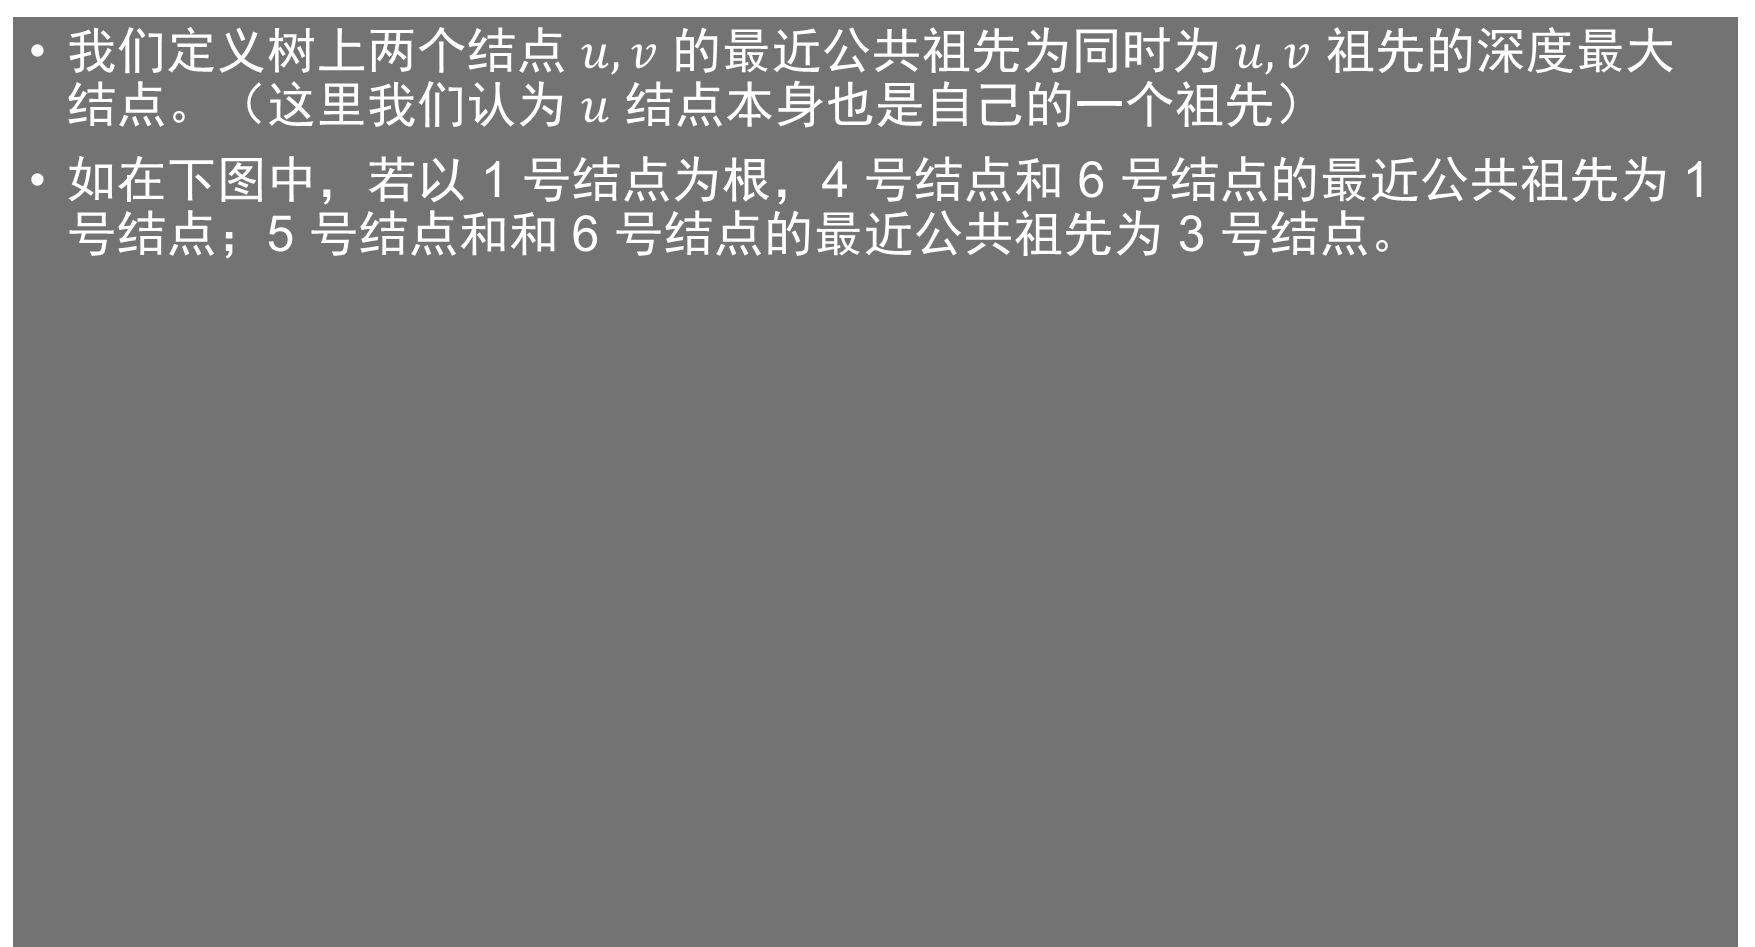 • 我们定义树上两个结点 u, v 的最近公共祖先为同时为 u, v 祖先的深度最大
结点。（这里我们认为 u 结点本身也是自己的一个祖先）
• 如在下图中，若以 1 号结点为根，4 号结点和 6 号结点的最近公共祖先为 1
号结点；5 号结点和和 6 号结点的最近公共祖先为 3 号结点。